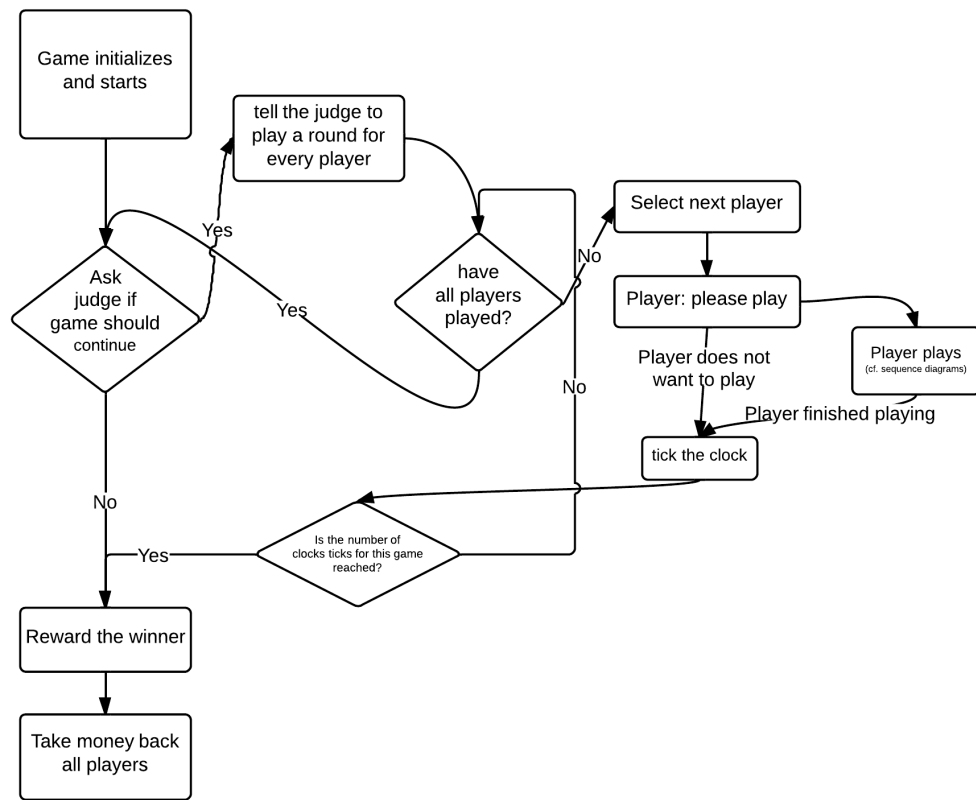 Game initializes
and starts
tell the judge to
play a round for
every player
Select next player
Yes
No
Ask
judge if
game should
continue
have
all players
played?
Player: please play
Yes
Player plays
(cf. sequence diagrams)
Player does not
want to play
No
Player finished playing
tick the clock
No
Is the number of
clocks ticks for this game
reached?
Yes
Reward the winner
Take money back
all players